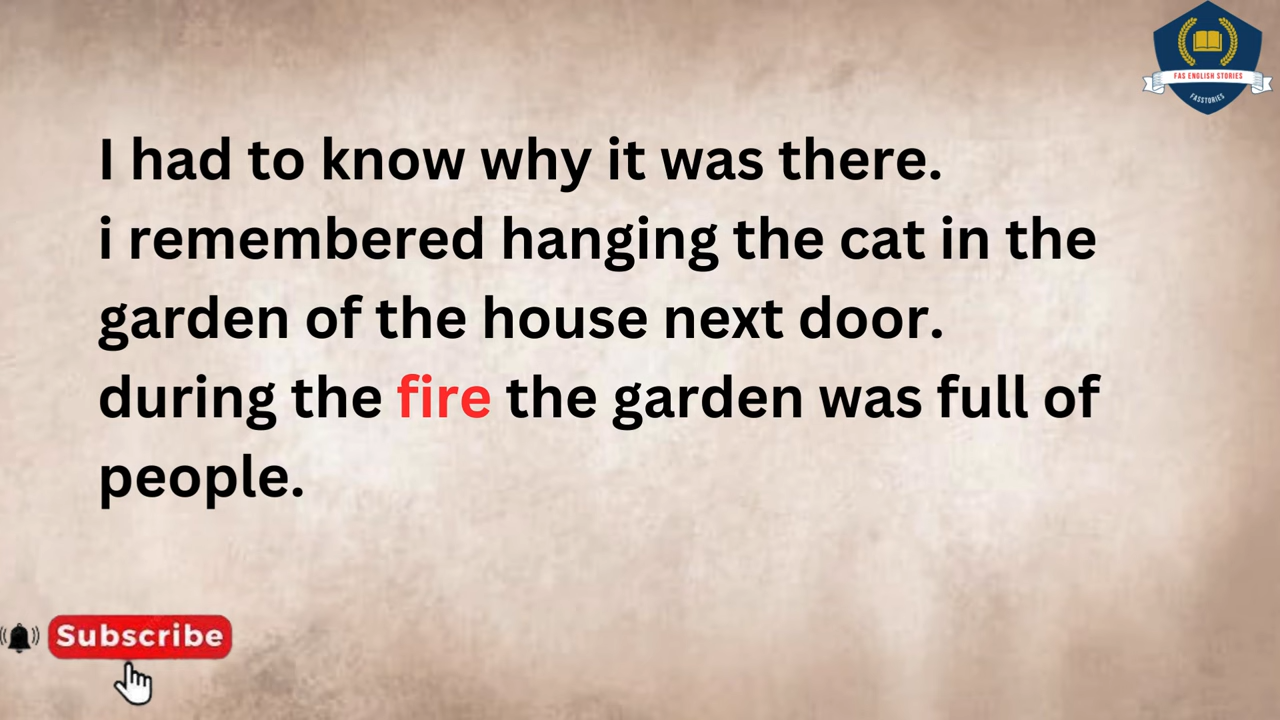 FAS ENGLISH STORIES
FASSTORIES
I had to know why it was there.
i remembered hanging the cat in the
garden of the house next door.
during the fire the garden was full of
people.
Subscribe